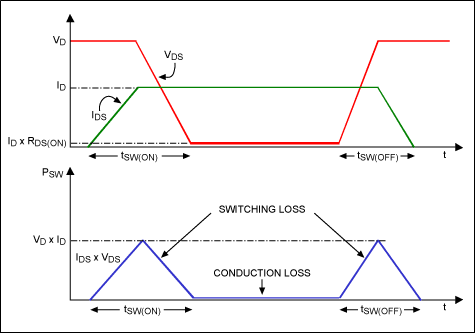 VD
VDS
ID
IDS
ID x RDS(ON)
tSW(ON)
tSW(OFF)
t
PSW
SWITCHING LOSS
VD x ID
IDS x VDS
CONDUCTION LOSS
tSW(ON)
tSW(OFF)
t